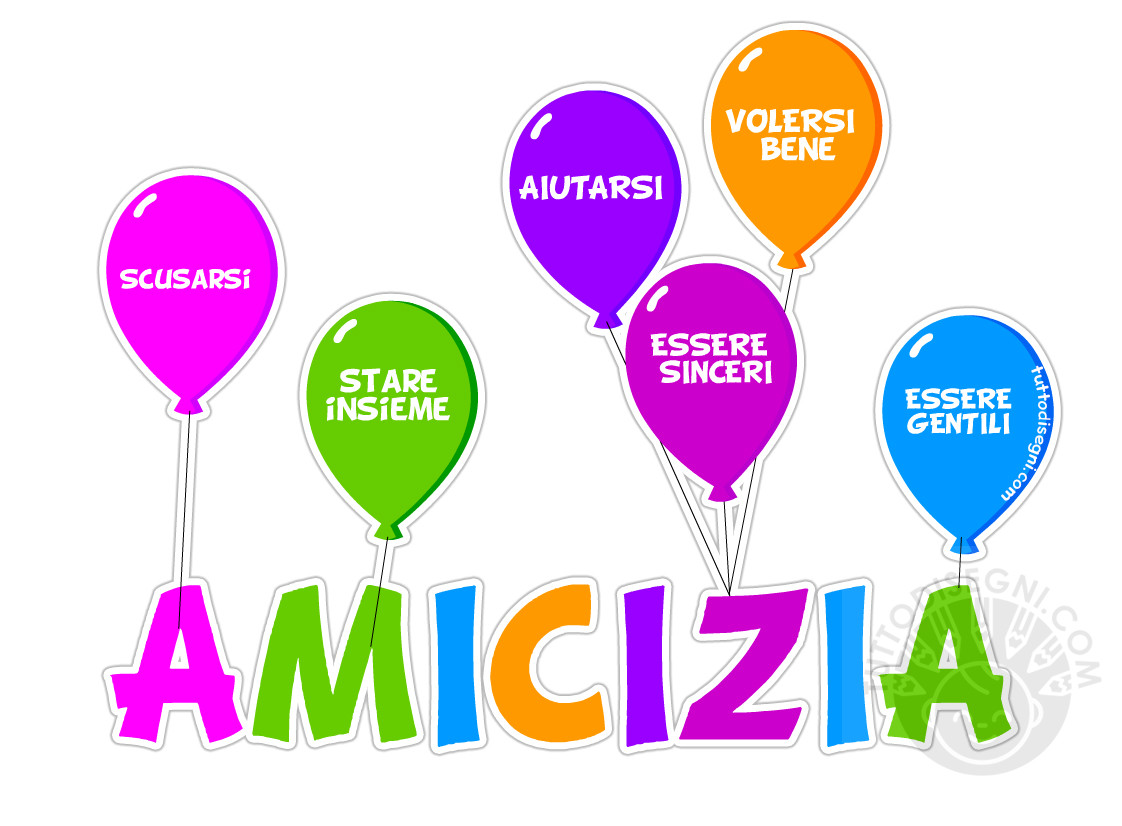 VOLERSI
BENE
AIUTARSI
SCUSARSI
ESSERE
SINCERI
STARE
INSIEME
ESSERE
GENTILI
tuttodisegni.com
AMICIZIA
TUTTODISEGNI.COM